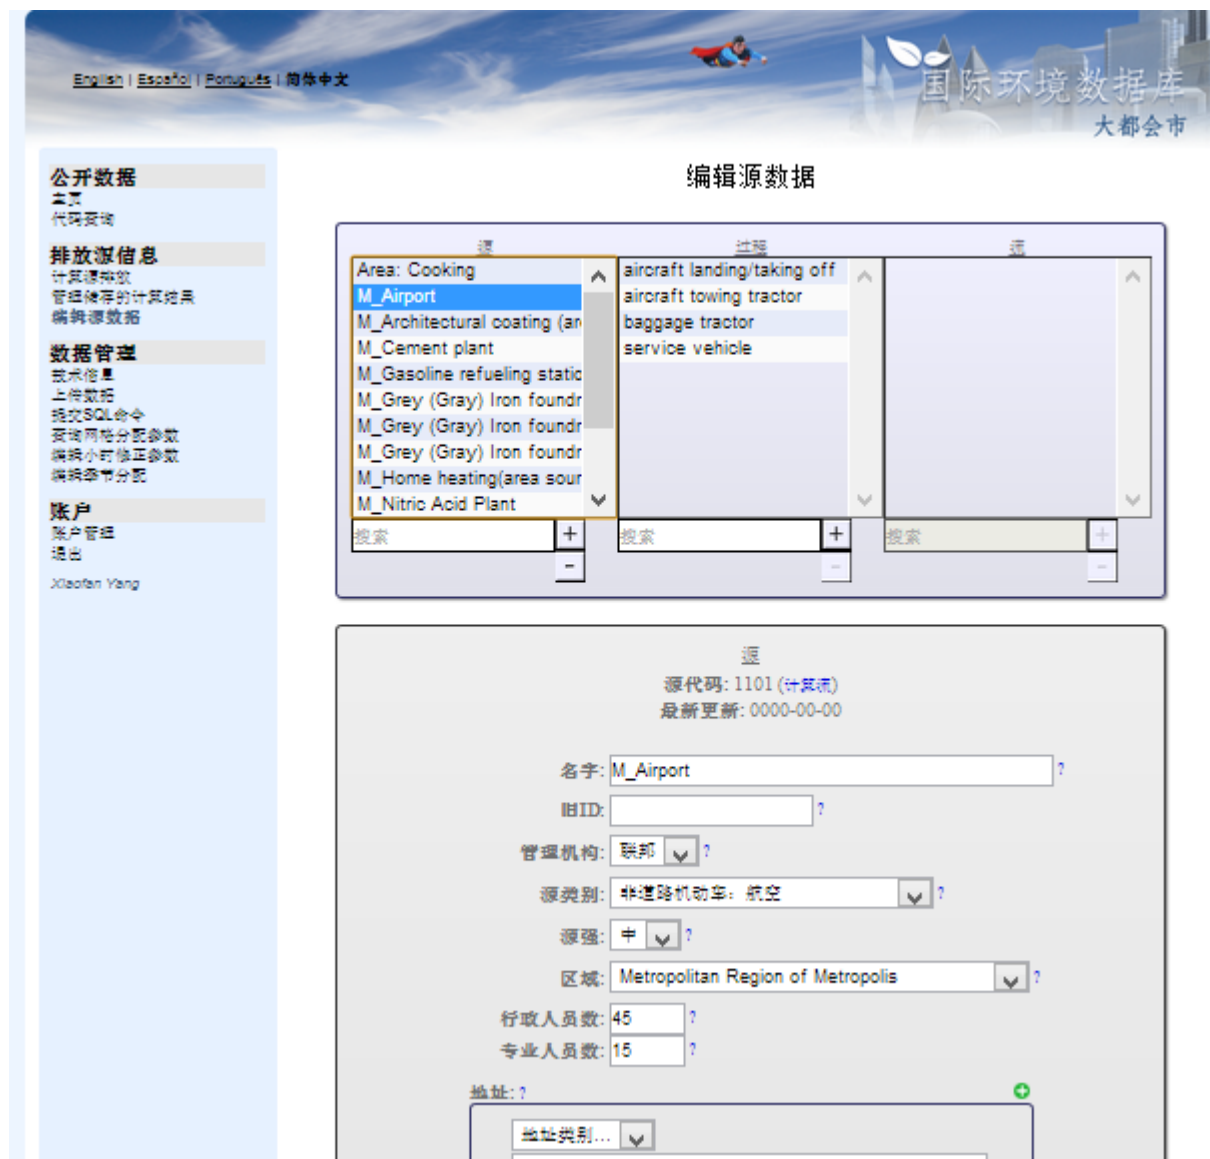 English | Español | Português | 简体中文
国际环境数据库
大都会市
公开数据
主页
代码查询
排放源信息
计算源排放
管理储存的计算结果
编辑源数据
数据管理
技术信息
上传数据
提交SQL命令
查询网格分配参数
编辑小时修正参数
编辑季节分配
账户
账户管理
退出
Xiaofan Yang
编辑源数据
源
Area: Cooking
M_Airport
M_Architectural coating (ar
M_Cement plant
M_Gasoline refueling static
M_Grey (Gray) Iron foundr
M_Grey (Gray) Iron foundr
M_Grey (Gray) Iron foundr
M_Home heating(area sour
M_Nitric Acid Plant
搜索
+
-
过程
aircraft landing/taking off
aircraft towing tractor
baggage tractor
service vehicle
搜索
+
-
流
搜索
+
-
源
源代码: 1101 (计算流)
最新更新: 0000-00-00
名字: M_Airport ?
旧ID: ?
管理机构: 联邦 ?
源类别: 非道路机动车：航空 ?
源强: 中 ?
区域: Metropolitan Region of Metropolis ?
行政人员数: 45 ?
专业人员数: 15 ?
地址: ?
地址类别...